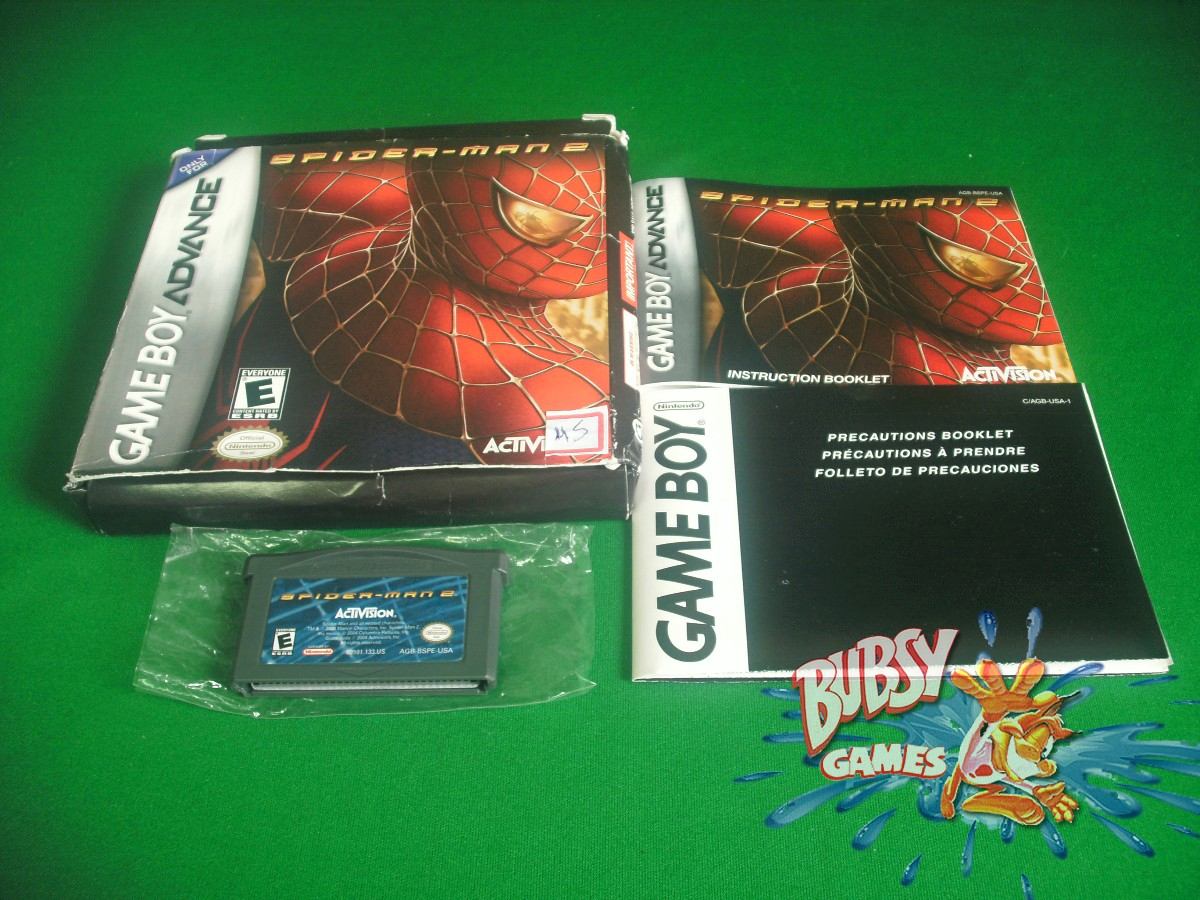 ONLY
FOR
SPIDER-MAN 2
GAME BOY ADVANCE
EVERYONE
E
CONTENT RATED BY
ESRB
Official
Nintendo
Seal
ACTIVI
45
IMPORTANT!
AGB-BSPE-USA
SPIDER-MAN 2
GAME BOY ADVANCE
INSTRUCTION BOOKLET
ACTIVISION
Nintendo
C/AGB-USA-1
GAME BOY
PRECAUTIONS BOOKLET
PRÉCAUTIONS À PRENDRE
FOLLETO DE PRECAUCIONES
SPIDER-MAN 2
ACTIVISION
E
ESRB
Nintendo
AGB-BSPE-USA
BUBSY
GAMES